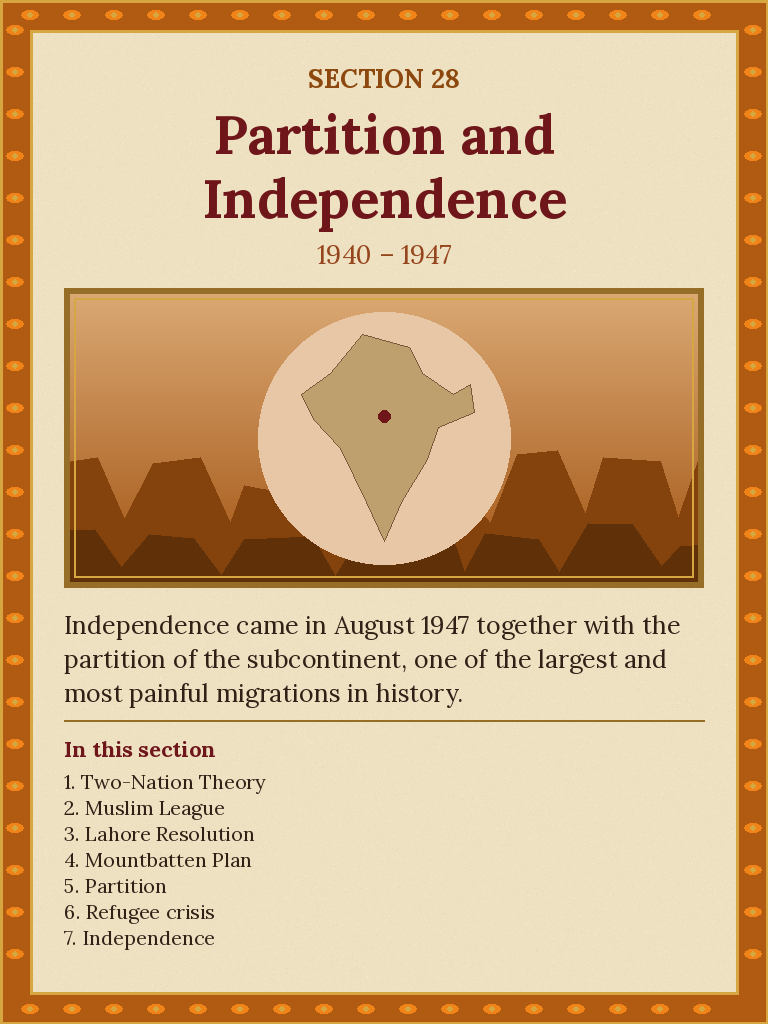 SECTION 28
Partition and
Independence
1940 – 1947
Independence came in August 1947 together with the
partition of the subcontinent, one of the largest and
most painful migrations in history.
In this section
1. Two-Nation Theory
2. Muslim League
3. Lahore Resolution
4. Mountbatten Plan
5. Partition
6. Refugee crisis
7. Independence